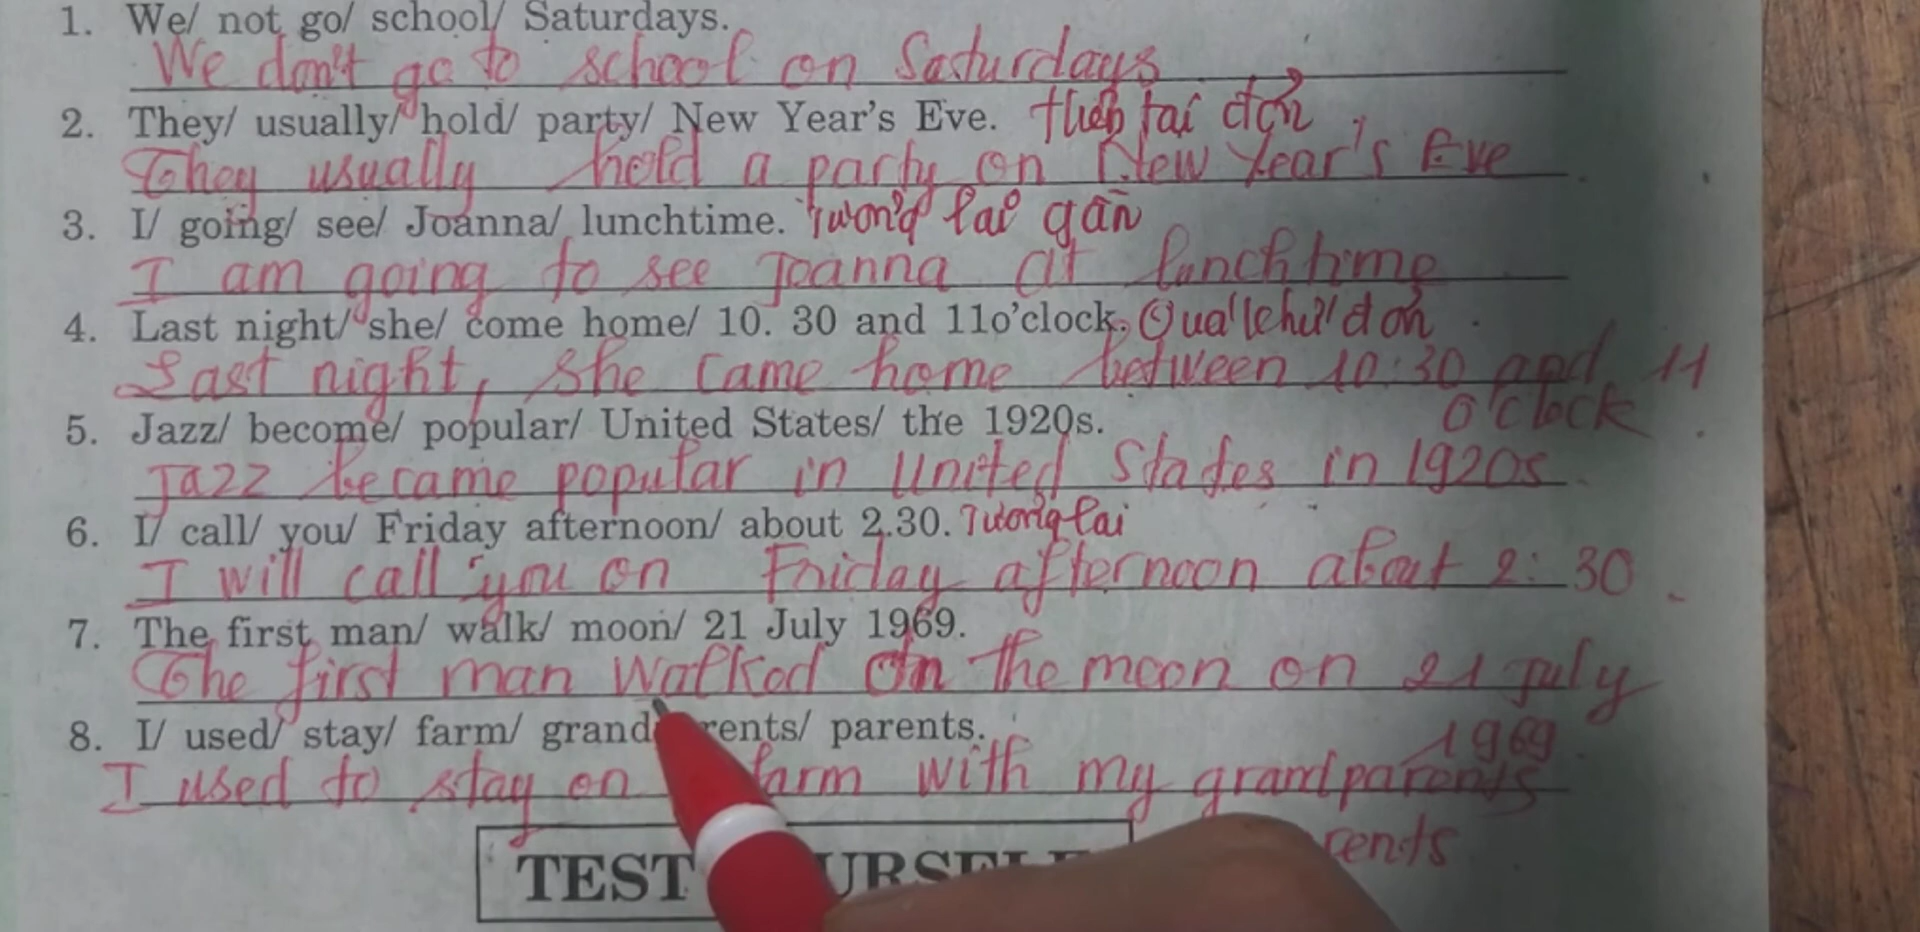 1. We/ not go/ school/ Saturdays.
We don't go to school on Saturdays
2. They/ usually/ hold/ party/ New Year's Eve. tại đơn
They usually hold a party on New Year's Eve
3. I/ going/ see/ Joanna/ lunchtime. Tương lai gần
I am going to see Joanna at lunchtime
4. Last night/ she/ come home/ 10. 30 and 11o'clock. Quá khứ đơn
Last night, she came home between 10:30 and 11
o'clock
5. Jazz/ become/ popular/ United States/ the 1920s.
Jazz became popular in United States in 1920s
6. I/ call/ you/ Friday afternoon/ about 2.30. Tương lai
I will call you on Friday afternoon about 2:30
7. The first man/ walk/ moon/ 21 July 1969.
The first man walked on the moon on 21 July
1969
8. I/ used/ stay/ farm/ grand rents/ parents.
I used to stay on farm with my grandparents
rents
TEST URSELF